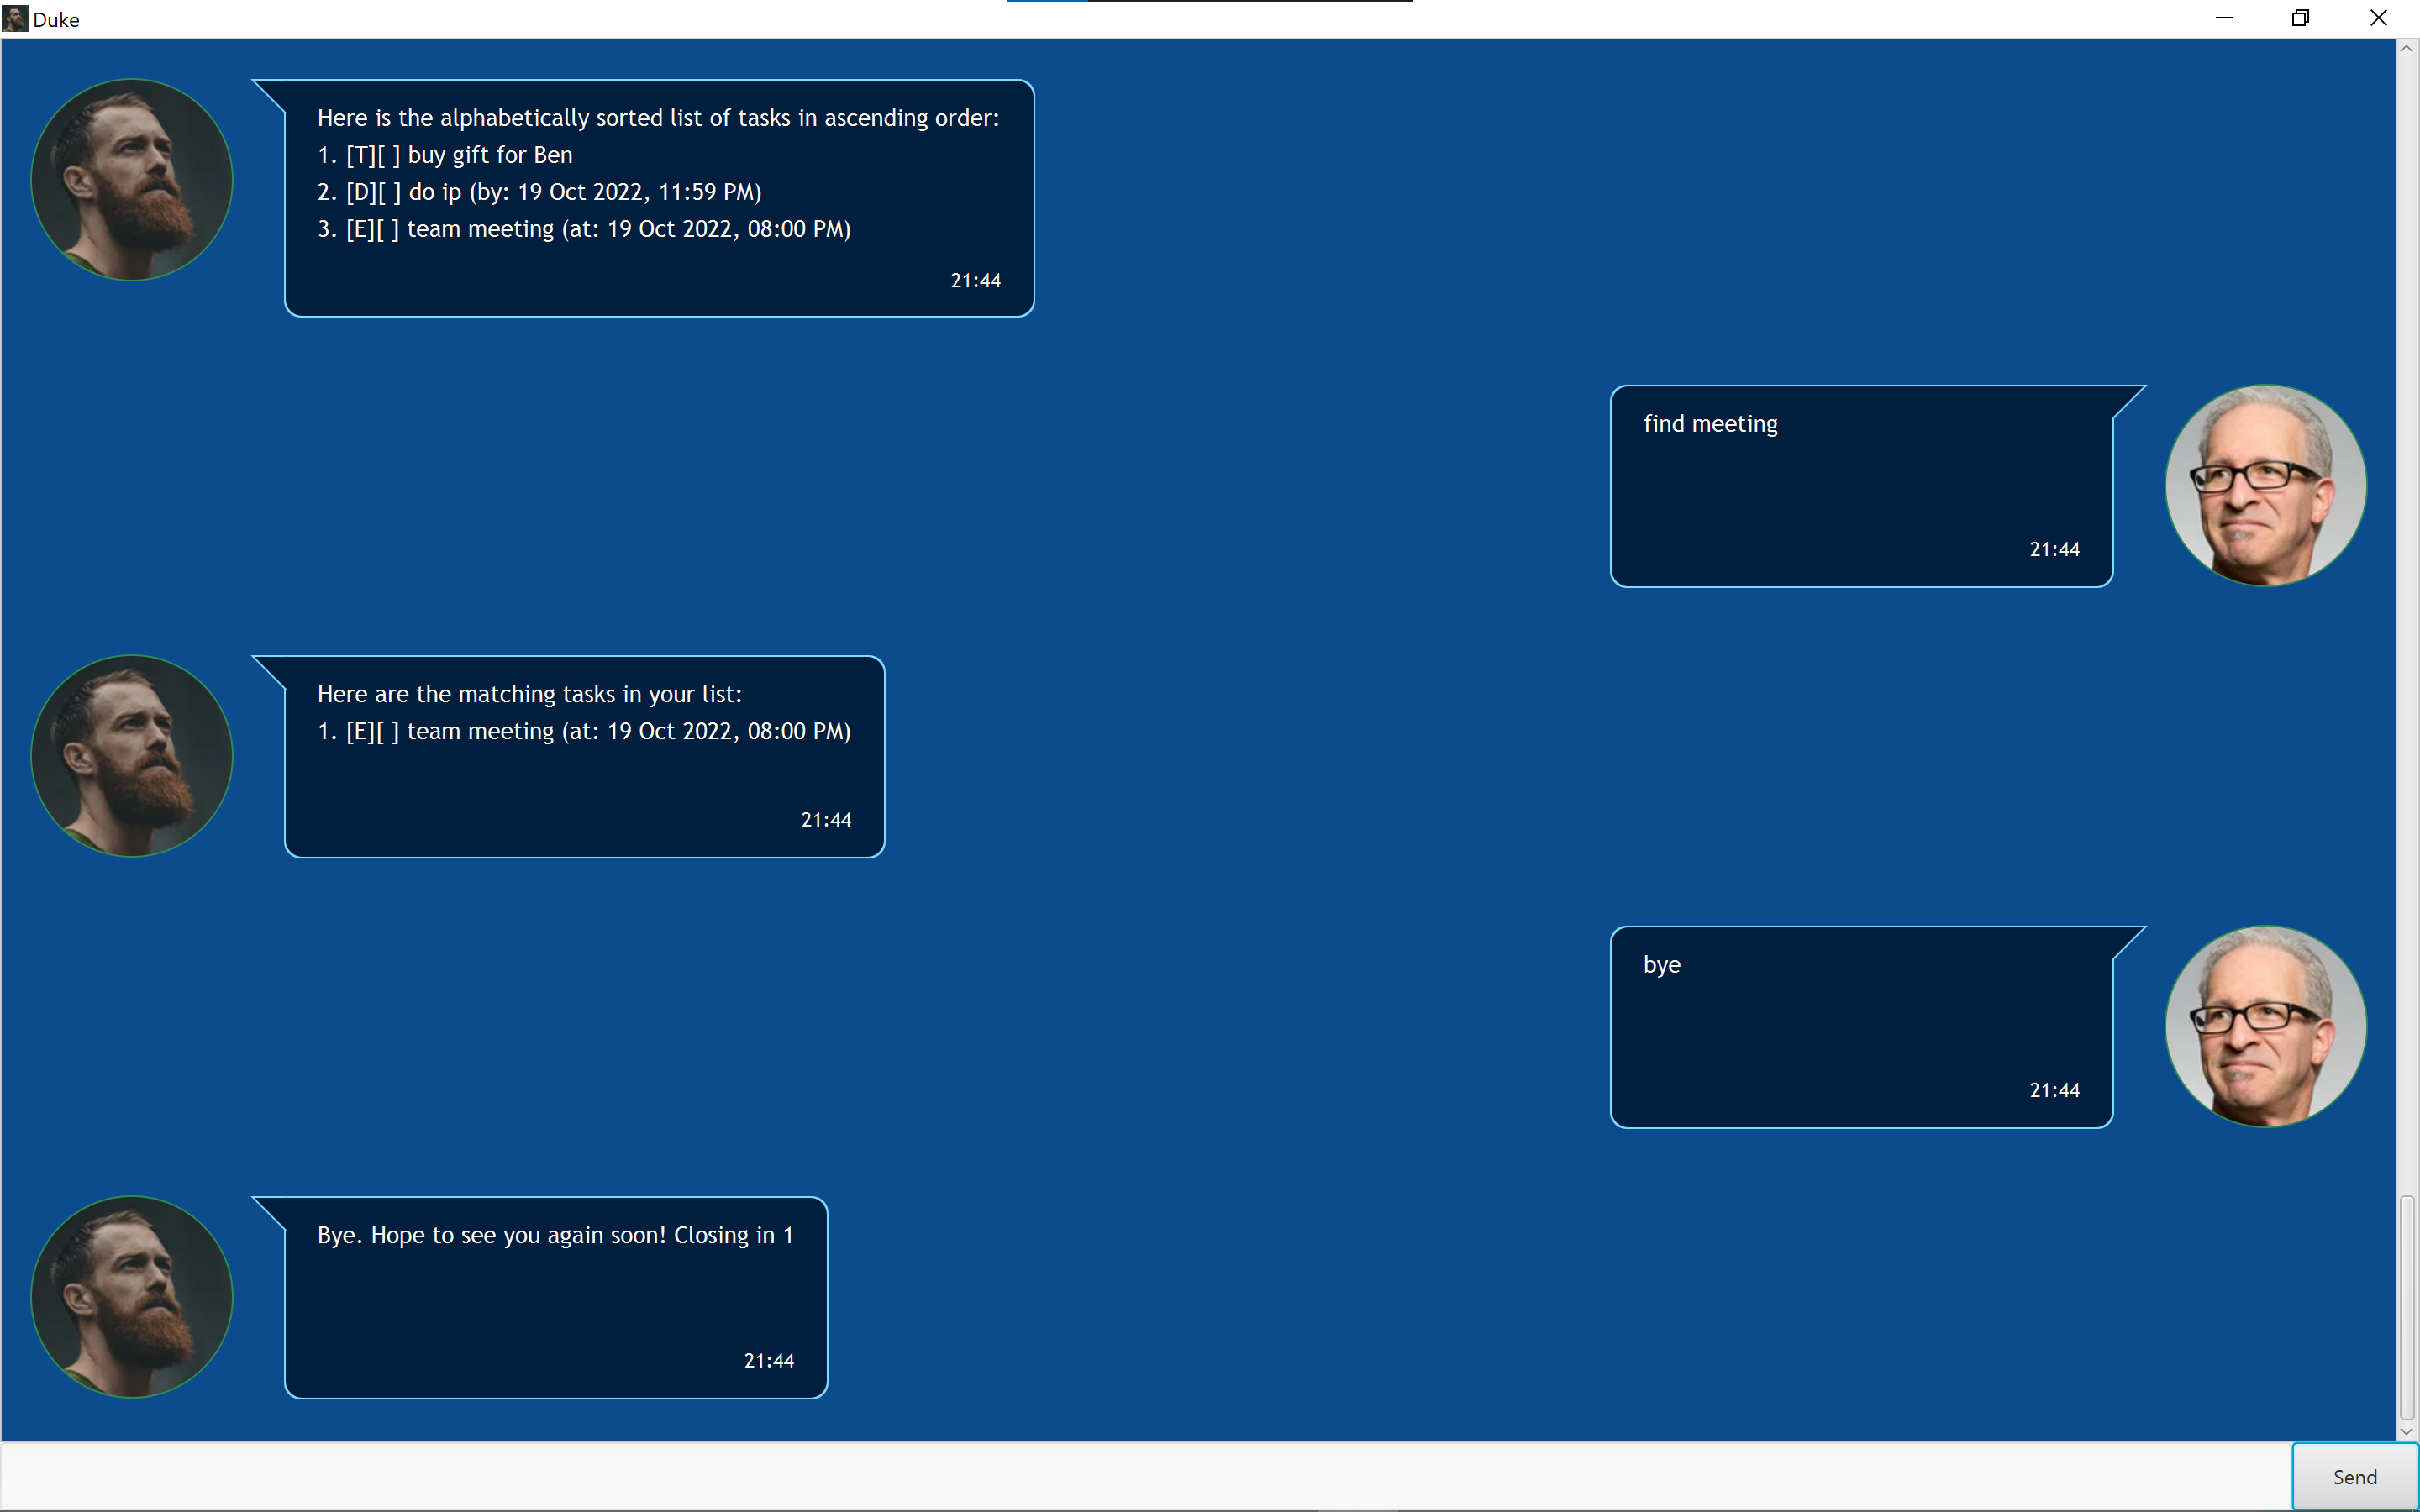 Duke
Here is the alphabetically sorted list of tasks in ascending order:
1. [T][ ] buy gift for Ben
2. [D][ ] do ip (by: 19 Oct 2022, 11:59 PM)
3. [E][ ] team meeting (at: 19 Oct 2022, 08:00 PM)
21:44
find meeting
21:44
Here are the matching tasks in your list:
1. [E][ ] team meeting (at: 19 Oct 2022, 08:00 PM)
21:44
bye
21:44
Bye. Hope to see you again soon! Closing in 1
21:44
Send